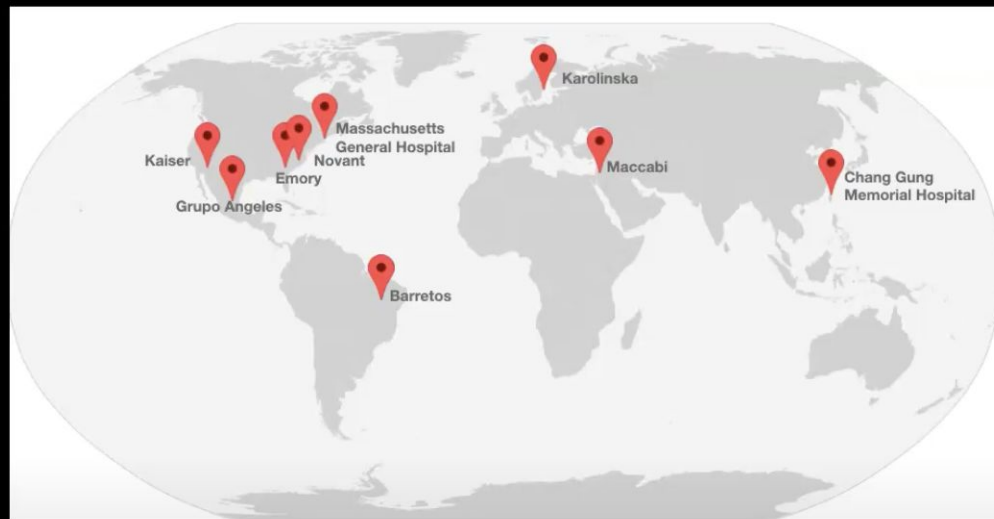 Karolinska
Massachusetts
General Hospital
Kaiser
Novant
Maccabi
Emory
Chang Gung
Memorial Hospital
Grupo Angeles
Barretos